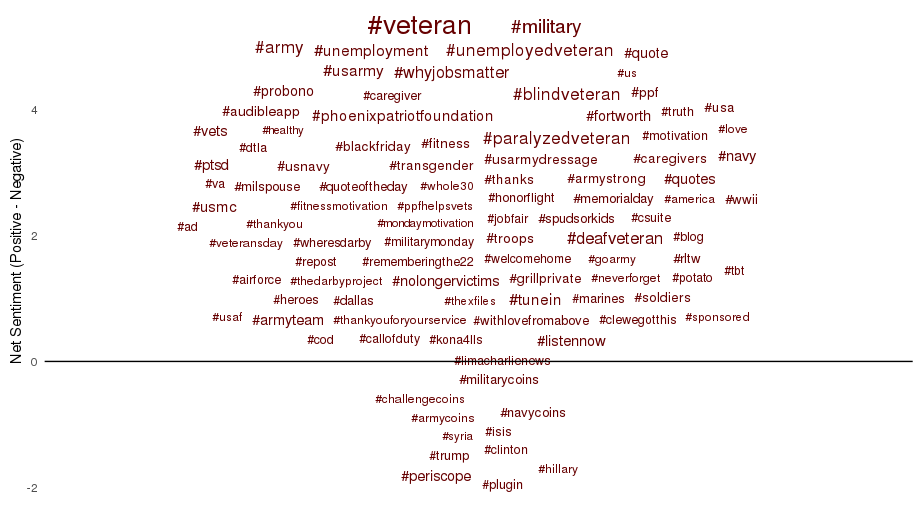 #veteran #military
#army #unemployment #unemployedveteran #quote
#usarmy #whyjobsmatter #us
#probono #caregiver #blindveteran #ppf
4
#audibleapp #phoenixpatriotfoundation #fortworth #truth #usa
#vets #healthy #paralyzedveteran #motivation #love
#dtla #blackfriday #fitness
#ptsd #usnavy #transgender #usarmydressage #caregivers #navy
#va #milspouse #quoteoftheday #whole30 #thanks #armystrong #quotes
#usmc #fitnessmotivation #ppfhelpsvets #honorflight #memorialday #america #wwii
#ad #thankyou #mondaymotivation #jobfair #spudsorkids #csuite
2
#veteransday #wheresdarby #militarymonday #troops #deafveteran #blog
#repost #rememberingthe22 #welcomehome #goarmy #rltw
#airforce #thedarbyproject #nolongervictims #grillprivate #neverforget #potato #tbt
#heroes #dallas #thexfiles #tunein #marines #soldiers
#usaf #armyteam #thankyouforyourservice #withlovefromabove #clewegotthis #sponsored
#cod #callofduty #kona4lls #listennow
0
#limacharlienews
#militarycoins
#challengecoins
#armycoins #navycoins
#syria #isis
#trump #clinton
#periscope #hillary
#plugin
-2
Net Sentiment (Positive - Negative)